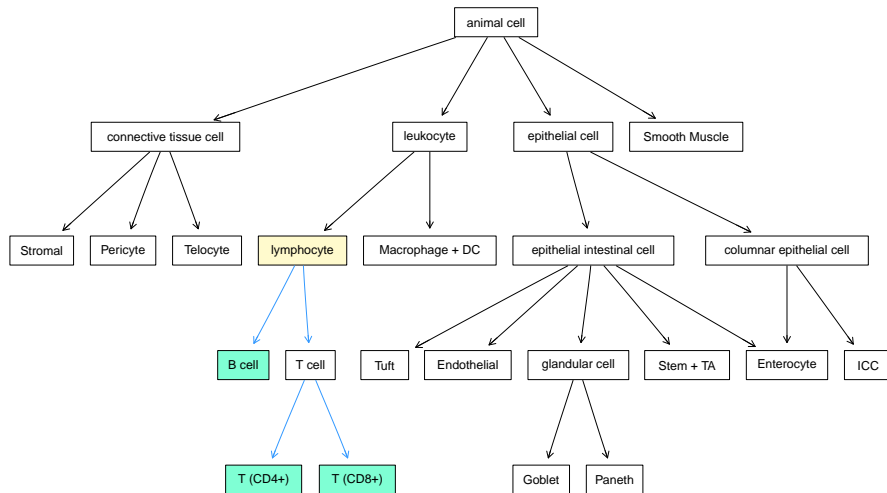 animal cell
connective tissue cell
leukocyte
epithelial cell
Smooth Muscle
Stromal
Pericyte
Telocyte
lymphocyte
Macrophage + DC
epithelial intestinal cell
columnar epithelial cell
B cell
T cell
Tuft
Endothelial
glandular cell
Stem + TA
Enterocyte
ICC
T (CD4+)
T (CD8+)
Goblet
Paneth